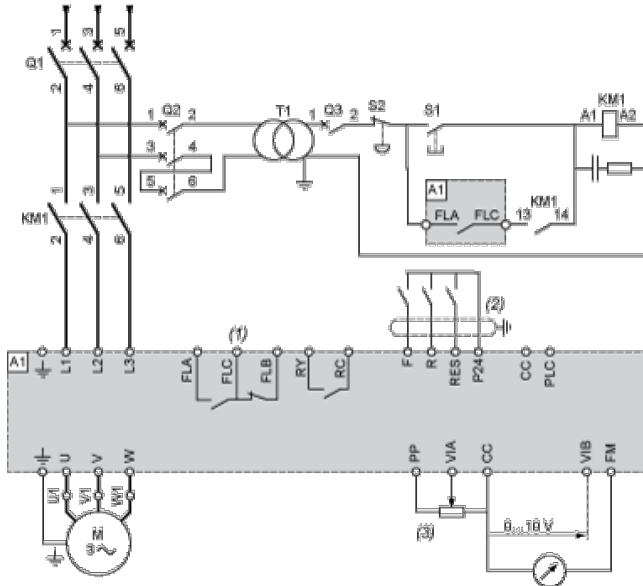 1 3 5
Q1
2 4 6
1 Q2 2
3 4
5 6
T1
1 Q3 2
S2
S1
KM1
A1 A2
A1
FLA FLC
KM1
13 14
1 3 5
KM1
2 4 6
(1)
(2)
A1
L1 L2 L3
FLA FLC FLB RY RC
F R RES P24 CC PLC
U V W
PP VIA CC VIB FM
U1 V1 W1
M
3
(3)
0...10 V